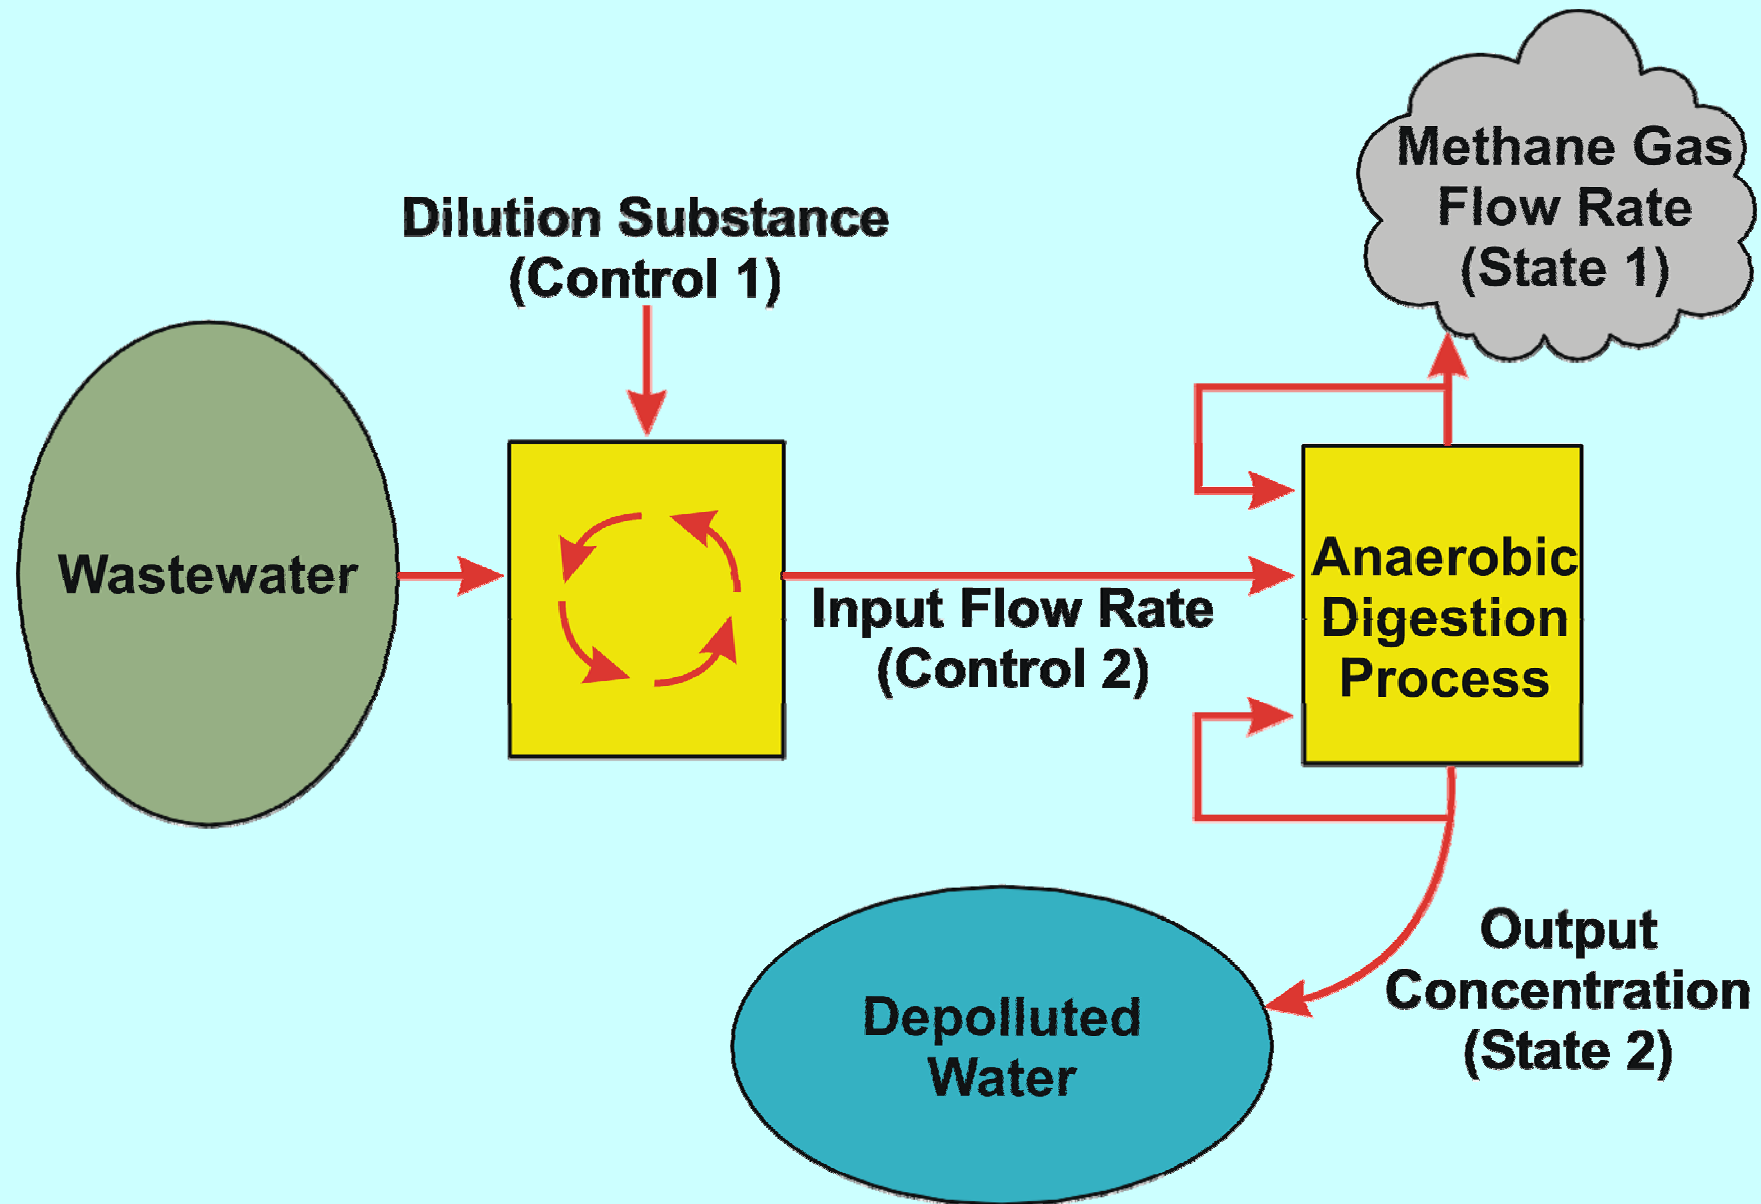 Methane Gas
Flow Rate
(State 1)
Dilution Substance
(Control 1)
Wastewater
Input Flow Rate
(Control 2)
Anaerobic
Digestion
Process
Output
Concentration
(State 2)
Depolluted
Water